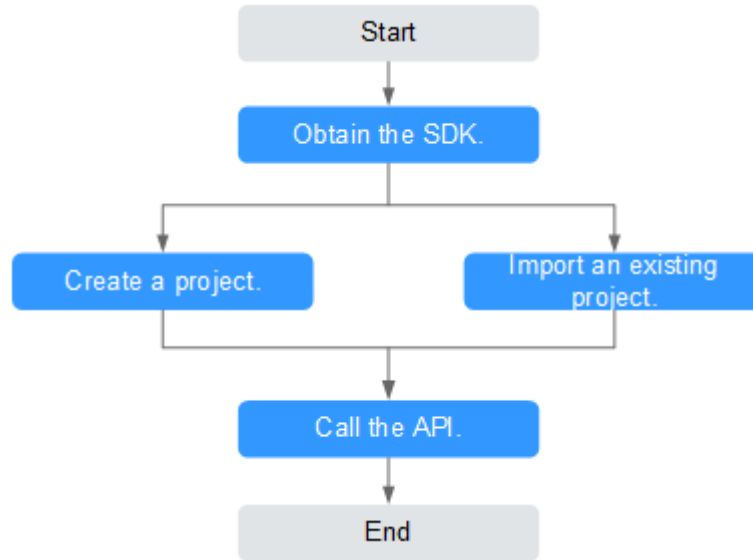 Start
Obtain the SDK.
Create a project.
Import an existing
project.
Call the API.
End